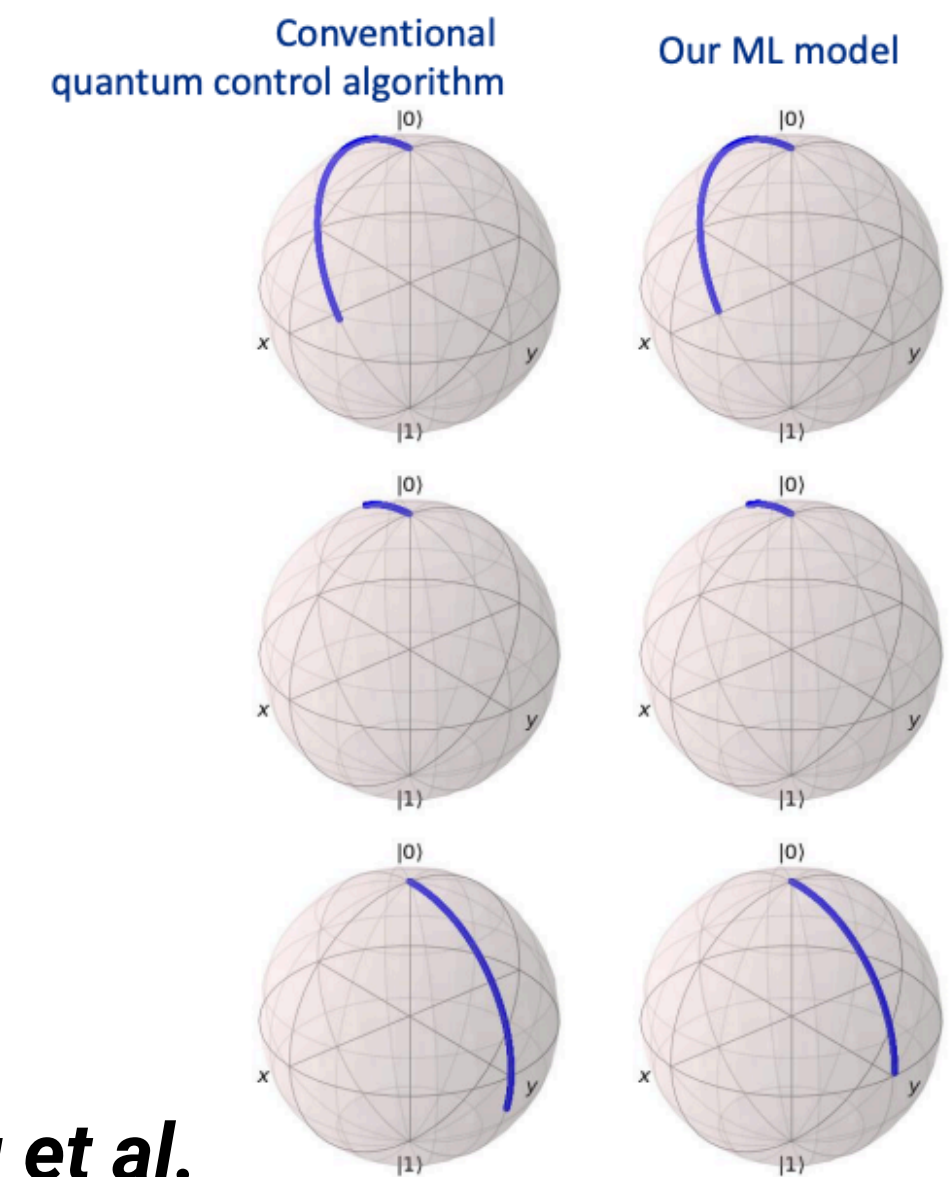 Conventional
quantum control algorithm
Our ML model
|0⟩
|0⟩
x
y
x
y
|1⟩
|1⟩
|0⟩
|0⟩
x
y
x
y
|1⟩
|1⟩
|0⟩
|0⟩
x
y
x
y
|1⟩
|1⟩
et al.